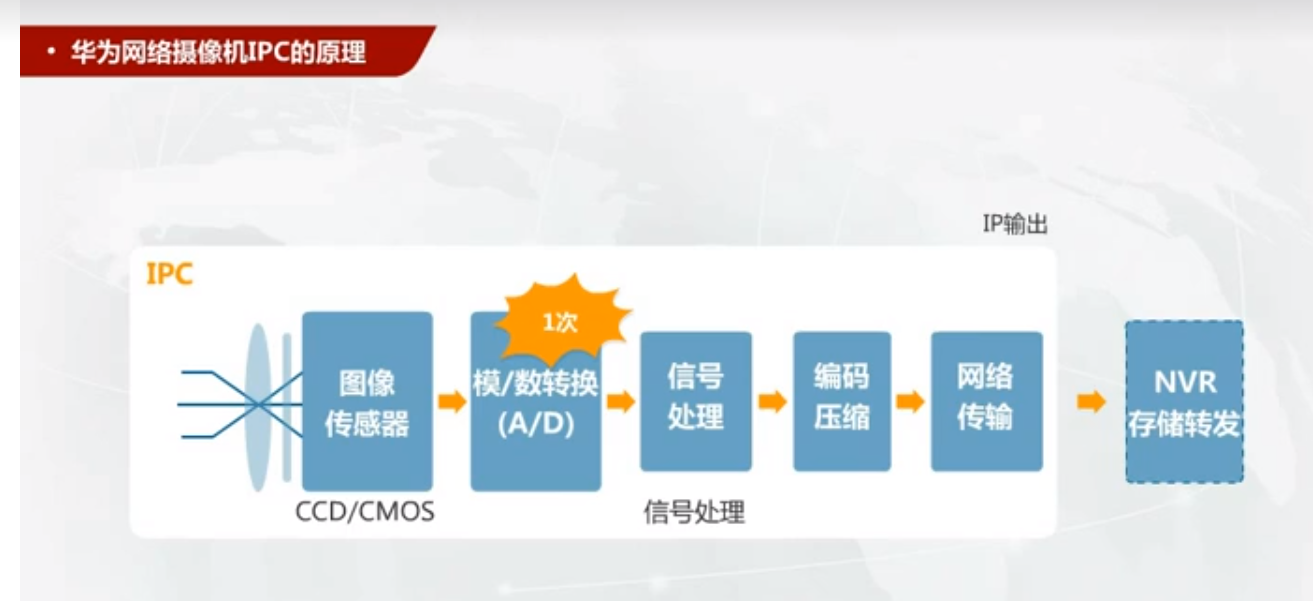 • 华为网络摄像机IPC的原理
IP输出
IPC
1次
图像
传感器
模/数转换
(A/D)
信号
处理
编码
压缩
网络
传输
NVR
存储转发
CCD/CMOS
信号处理